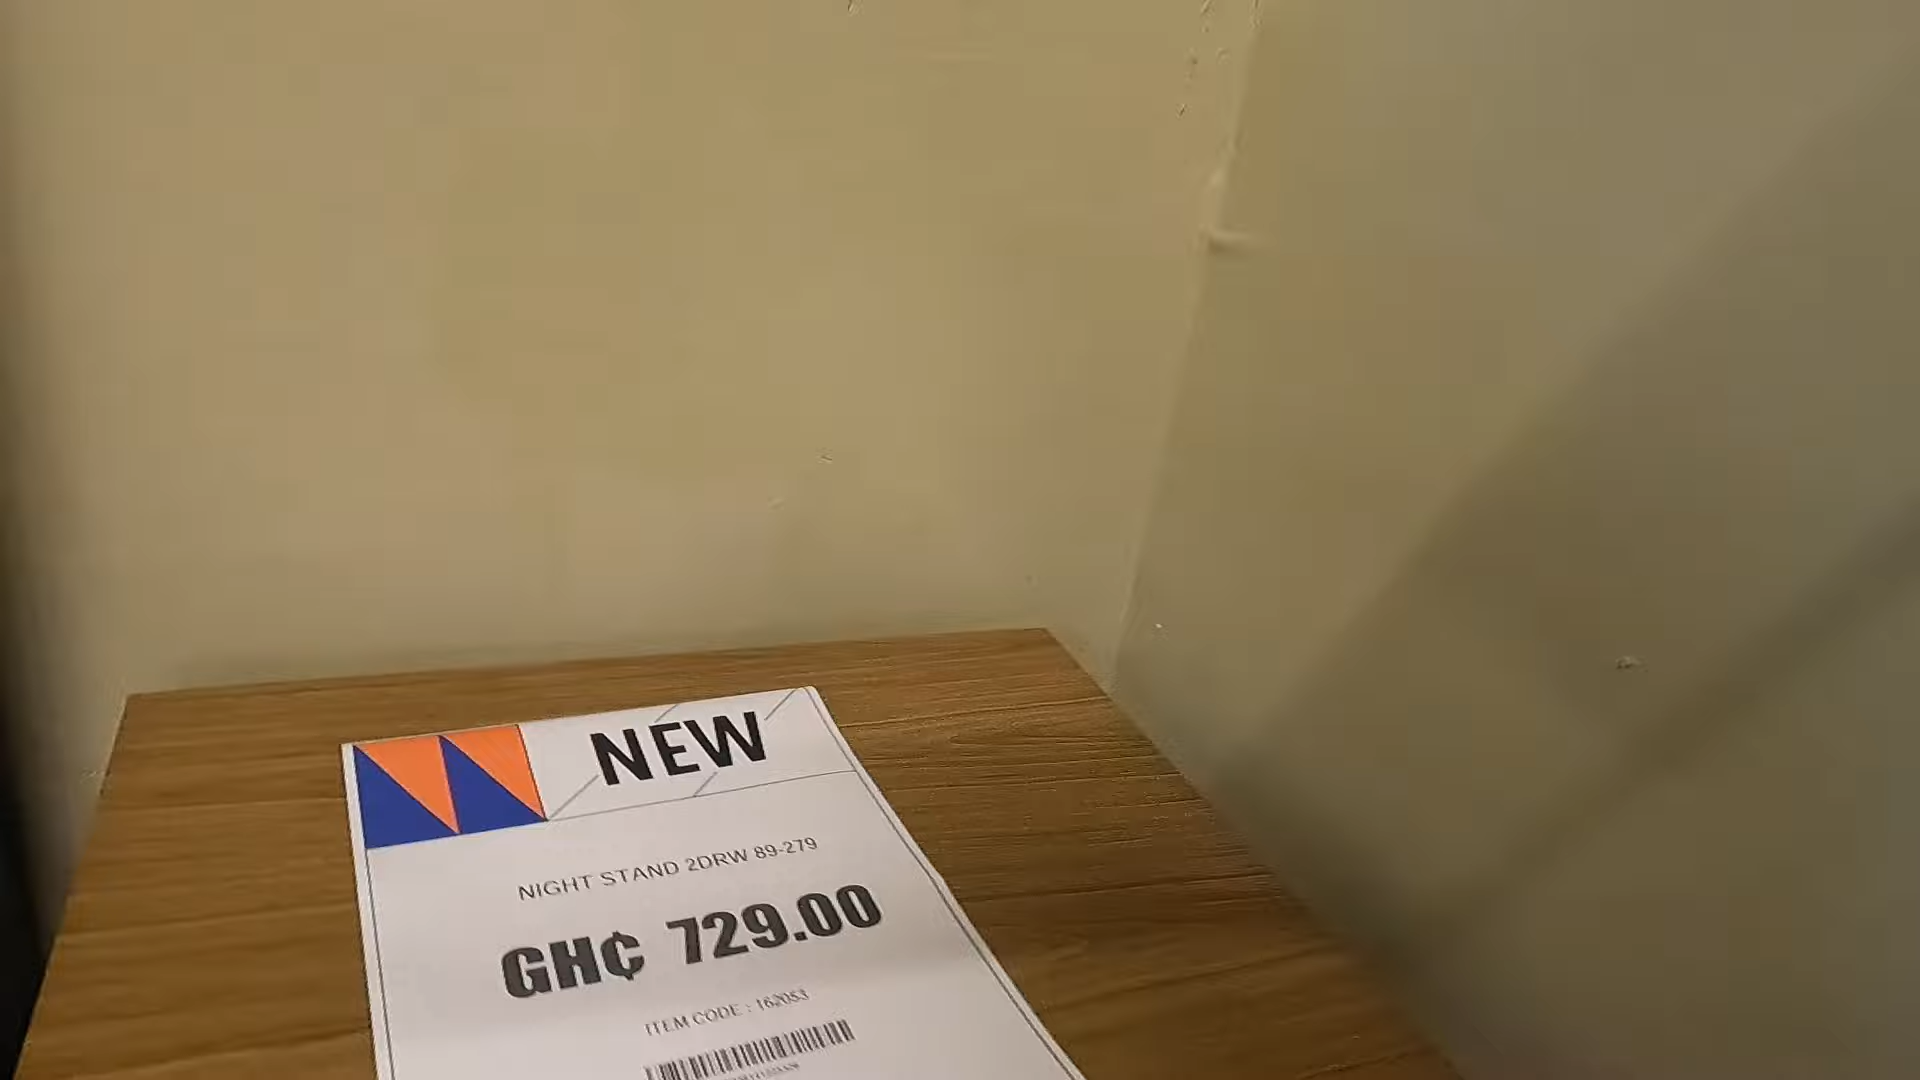 NEW
NIGHT STAND 2DRW 89-279
GH₵ 729.00
ITEM CODE : 162053